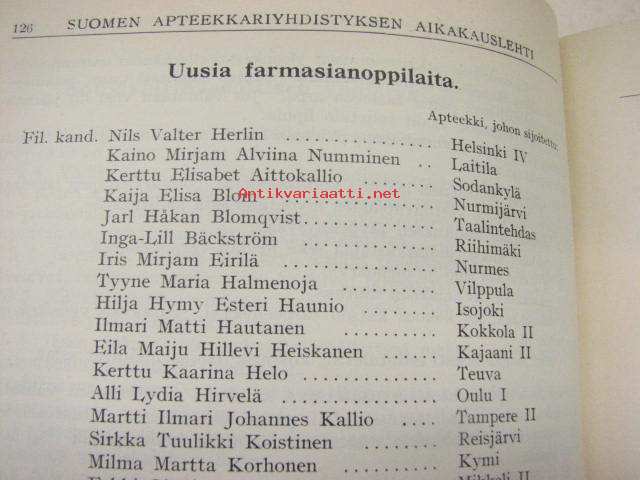 126 SUOMEN APTEEKKARIYHDISTYKSEN AIKAKAUSLEHTI
Uusia farmasianoppilaita.
Apteekki, johon sijoitettu:
Fil. kand. Nils Valter Herlin Helsinki IV
Kaino Mirjam Alviina Numminen Laitila
Kerttu Elisabet Aittokallio Sodankylä
Kaija Elisa Blom Nurmijärvi
Antikvariaatti.net
Jarl Håkan Blomqvist Taalintehdas
Inga-Lill Bäckström Riihimäki
Iris Mirjam Eirilä Nurmes
Tyyne Maria Halmenoja Vilppula
Hilja Hymy Esteri Haunio Isojoki
Ilmari Matti Hautanen Kokkola II
Eila Maiju Hillevi Heiskanen Kajaani II
Kerttu Kaarina Helo Teuva
Alli Lydia Hirvelä Oulu I
Martti Ilmari Johannes Kallio Tampere II
Sirkka Tuulikki Koistinen Reisjärvi
Milma Martta Korhonen Kymi
Mikkeli II